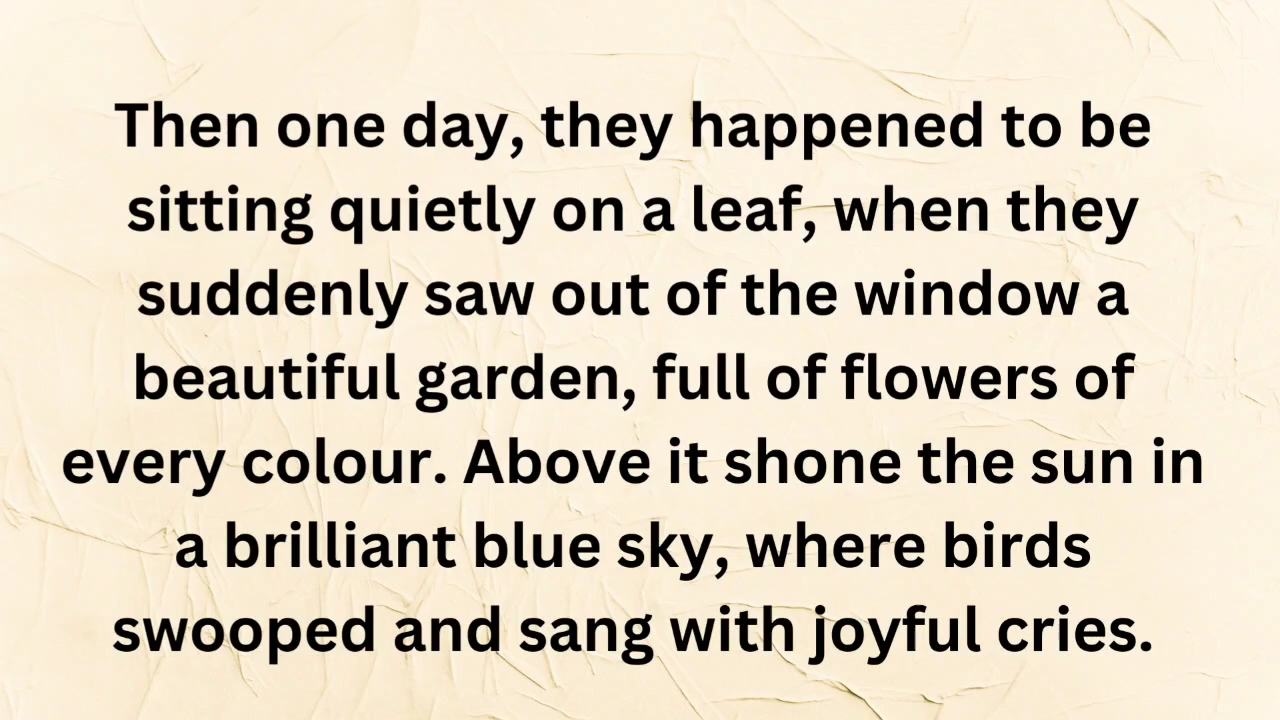 Then one day, they happened to be
sitting quietly on a leaf, when they
suddenly saw out of the window a
beautiful garden, full of flowers of
every colour. Above it shone the sun in
a brilliant blue sky, where birds
swooped and sang with joyful cries.